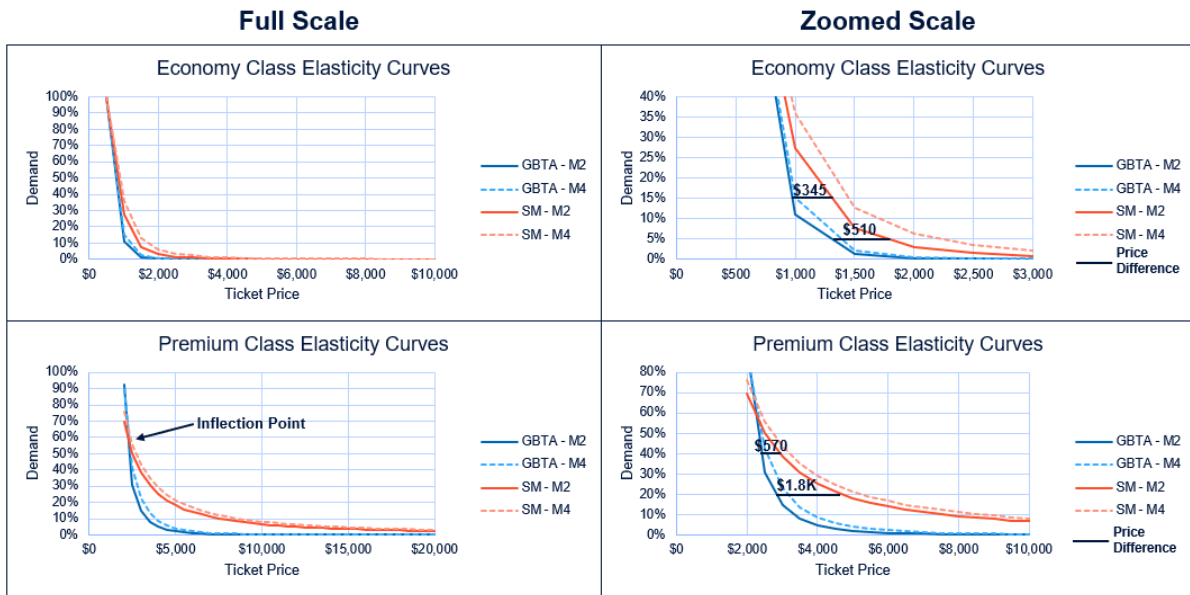 Full Scale
Zoomed Scale
Economy Class Elasticity Curves
100%
90%
80%
70%
60%
50%
40%
30%
20%
10%
0%
Demand
$0
$2,000
$4,000
$6,000
$8,000
$10,000
Ticket Price
GBTA - M2
GBTA - M4
SM - M2
SM - M4
Economy Class Elasticity Curves
40%
35%
30%
25%
20%
15%
10%
5%
0%
Demand
$345
$510
$0
$500
$1,000
$1,500
$2,000
$2,500
$3,000
Ticket Price
GBTA - M2
GBTA - M4
SM - M2
SM - M4
Price
Difference
Premium Class Elasticity Curves
100%
90%
80%
70%
60%
50%
40%
30%
20%
10%
0%
Demand
Inflection Point
$0
$5,000
$10,000
$15,000
$20,000
Ticket Price
GBTA - M2
GBTA - M4
SM - M2
SM - M4
Premium Class Elasticity Curves
80%
70%
60%
50%
40%
30%
20%
10%
0%
Demand
$570
$1.8K
$0
$2,000
$4,000
$6,000
$8,000
$10,000
Ticket Price
GBTA - M2
GBTA - M4
SM - M2
SM - M4
Price
Difference